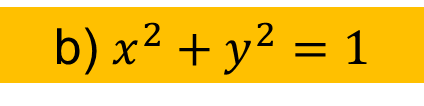 b) x² + y² = 1